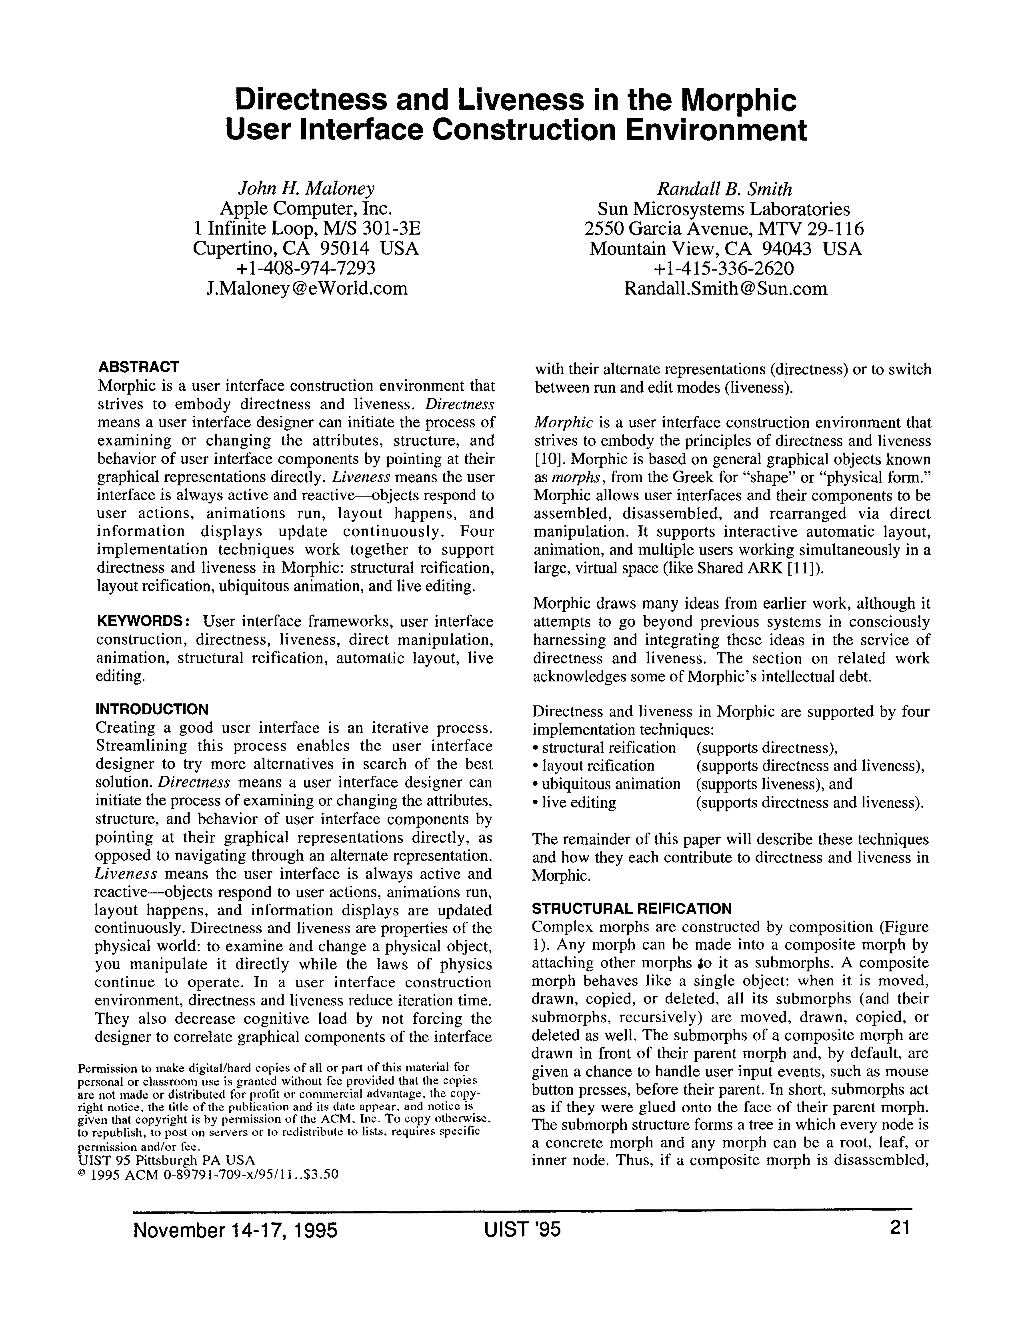 Directness and Liveness in the Morphic
User Interface Construction Environment
John H. Maloney
Apple Computer, Inc.
1 Infinite Loop, M/S 301-3E
Cupertino, CA 95014 USA
+1-408-974-7293
J.Maloney@eWorld.com
Randall B. Smith
Sun Microsystems Laboratories
2550 Garcia Avenue, MTV 29-116
Mountain View, CA 94043 USA
+1-415-336-2620
Randall.Smith@Sun.com
ABSTRACT
Morphic is a user interface construction environment that
strives to embody directness and liveness. Directness
means a user interface designer can initiate the process of
examining or changing the attributes, structure, and
behavior of user interface components by pointing at their
graphical representations directly. Liveness means the user
interface is always active and reactive—objects respond to
user actions, animations run, layout happens, and
information displays update continuously. Four
implementation techniques work together to support
directness and liveness in Morphic: structural reification,
layout reification, ubiquitous animation, and live editing.
KEYWORDS: User interface frameworks, user interface
construction, directness, liveness, direct manipulation,
animation, structural reification, automatic layout, live
editing.
INTRODUCTION
Creating a good user interface is an iterative process.
Streamlining this process enables the user interface
designer to try more alternatives in search of the best
solution. Directness means a user interface designer can
initiate the process of examining or changing the attributes,
structure, and behavior of user interface components by
pointing at their graphical representations directly, as
opposed to navigating through an alternate representation.
Liveness means the user interface is always active and
reactive—objects respond to user actions, animations run,
layout happens, and information displays are updated
continuously. Directness and liveness are properties of the
physical world: to examine and change a physical object,
you manipulate it directly while the laws of physics
continue to operate. In a user interface construction
environment, directness and liveness reduce iteration time.
They also decrease cognitive load by not forcing the
designer to correlate graphical components of the interface
Permission to make digital/hard copies of all or part of this material for
personal or classroom use is granted without fee provided that the copies
are not made or distributed for profit or commercial advantage, the copy-
right notice, the title of the publication and its date appear, and notice is
given that copyright is by permission of the ACM, Inc. To copy otherwise,
to republish, to post on servers or to redistribute to lists, requires specific
permission and/or fee.
UIST 95 Pittsburgh PA USA
© 1995 ACM 0-89791-709-x/95/11..$3.50
with their alternate representations (directness) or to switch
between run and edit modes (liveness).
Morphic is a user interface construction environment that
strives to embody the principles of directness and liveness
[10]. Morphic is based on general graphical objects known
as morphs, from the Greek for “shape” or “physical form.”
Morphic allows user interfaces and their components to be
assembled, disassembled, and rearranged via direct
manipulation. It supports interactive automatic layout,
animation, and multiple users working simultaneously in a
large, virtual space (like Shared ARK [11]).
Morphic draws many ideas from earlier work, although it
attempts to go beyond previous systems in consciously
harnessing and integrating these ideas in the service of
directness and liveness. The section on related work
acknowledges some of Morphic’s intellectual debt.
Directness and liveness in Morphic are supported by four
implementation techniques:
• structural reification (supports directness),
• layout reification (supports directness and liveness),
• ubiquitous animation (supports liveness), and
• live editing (supports directness and liveness).
The remainder of this paper will describe these techniques
and how they each contribute to directness and liveness in
Morphic.
STRUCTURAL REIFICATION
Complex morphs are constructed by composition (Figure
1). Any morph can be made into a composite morph by
attaching other morphs to it as submorphs. A composite
morph behaves like a single object: when it is moved,
drawn, copied, or deleted, all its submorphs (and their
submorphs, recursively) are moved, drawn, copied, or
deleted as well. The submorphs of a composite morph are
drawn in front of their parent morph and, by default, are
given a chance to handle user input events, such as mouse
button presses, before their parent. In short, submorphs act
as if they were glued onto the face of their parent morph.
The submorph structure forms a tree in which every node is
a concrete morph and any morph can be a root, leaf, or
inner node. Thus, if a composite morph is disassembled,
November 14-17, 1995 UIST '95 21